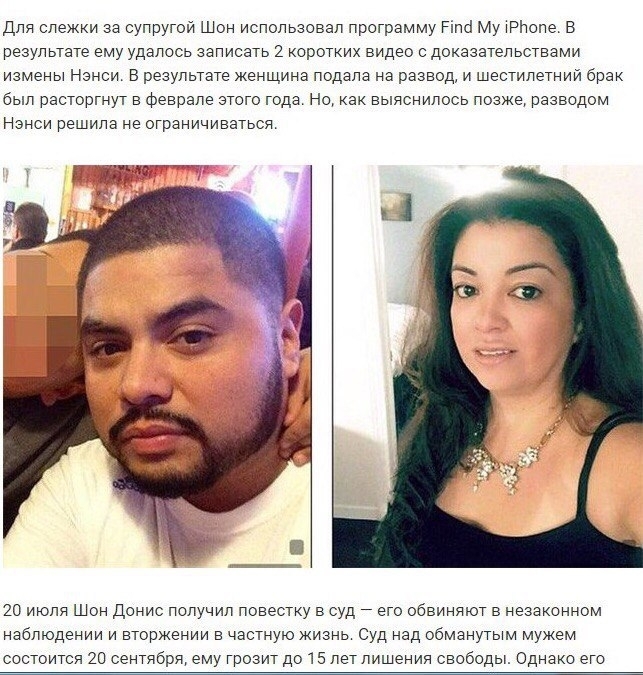 Для слежки за супругой Шон использовал программу Find My iPhone. В
результате ему удалось записать 2 коротких видео с доказательствами
измены Нэнси. В результате женщина подала на развод, и шестилетний брак
был расторгнут в феврале этого года. Но, как выяснилось позже, разводом
Нэнси решила не ограничиваться.
20 июля Шон Донис получил повестку в суд — его обвиняют в незаконном
наблюдении и вторжении в частную жизнь. Суд над обманутым мужем
состоится 20 сентября, ему грозит до 15 лет лишения свободы. Однако его